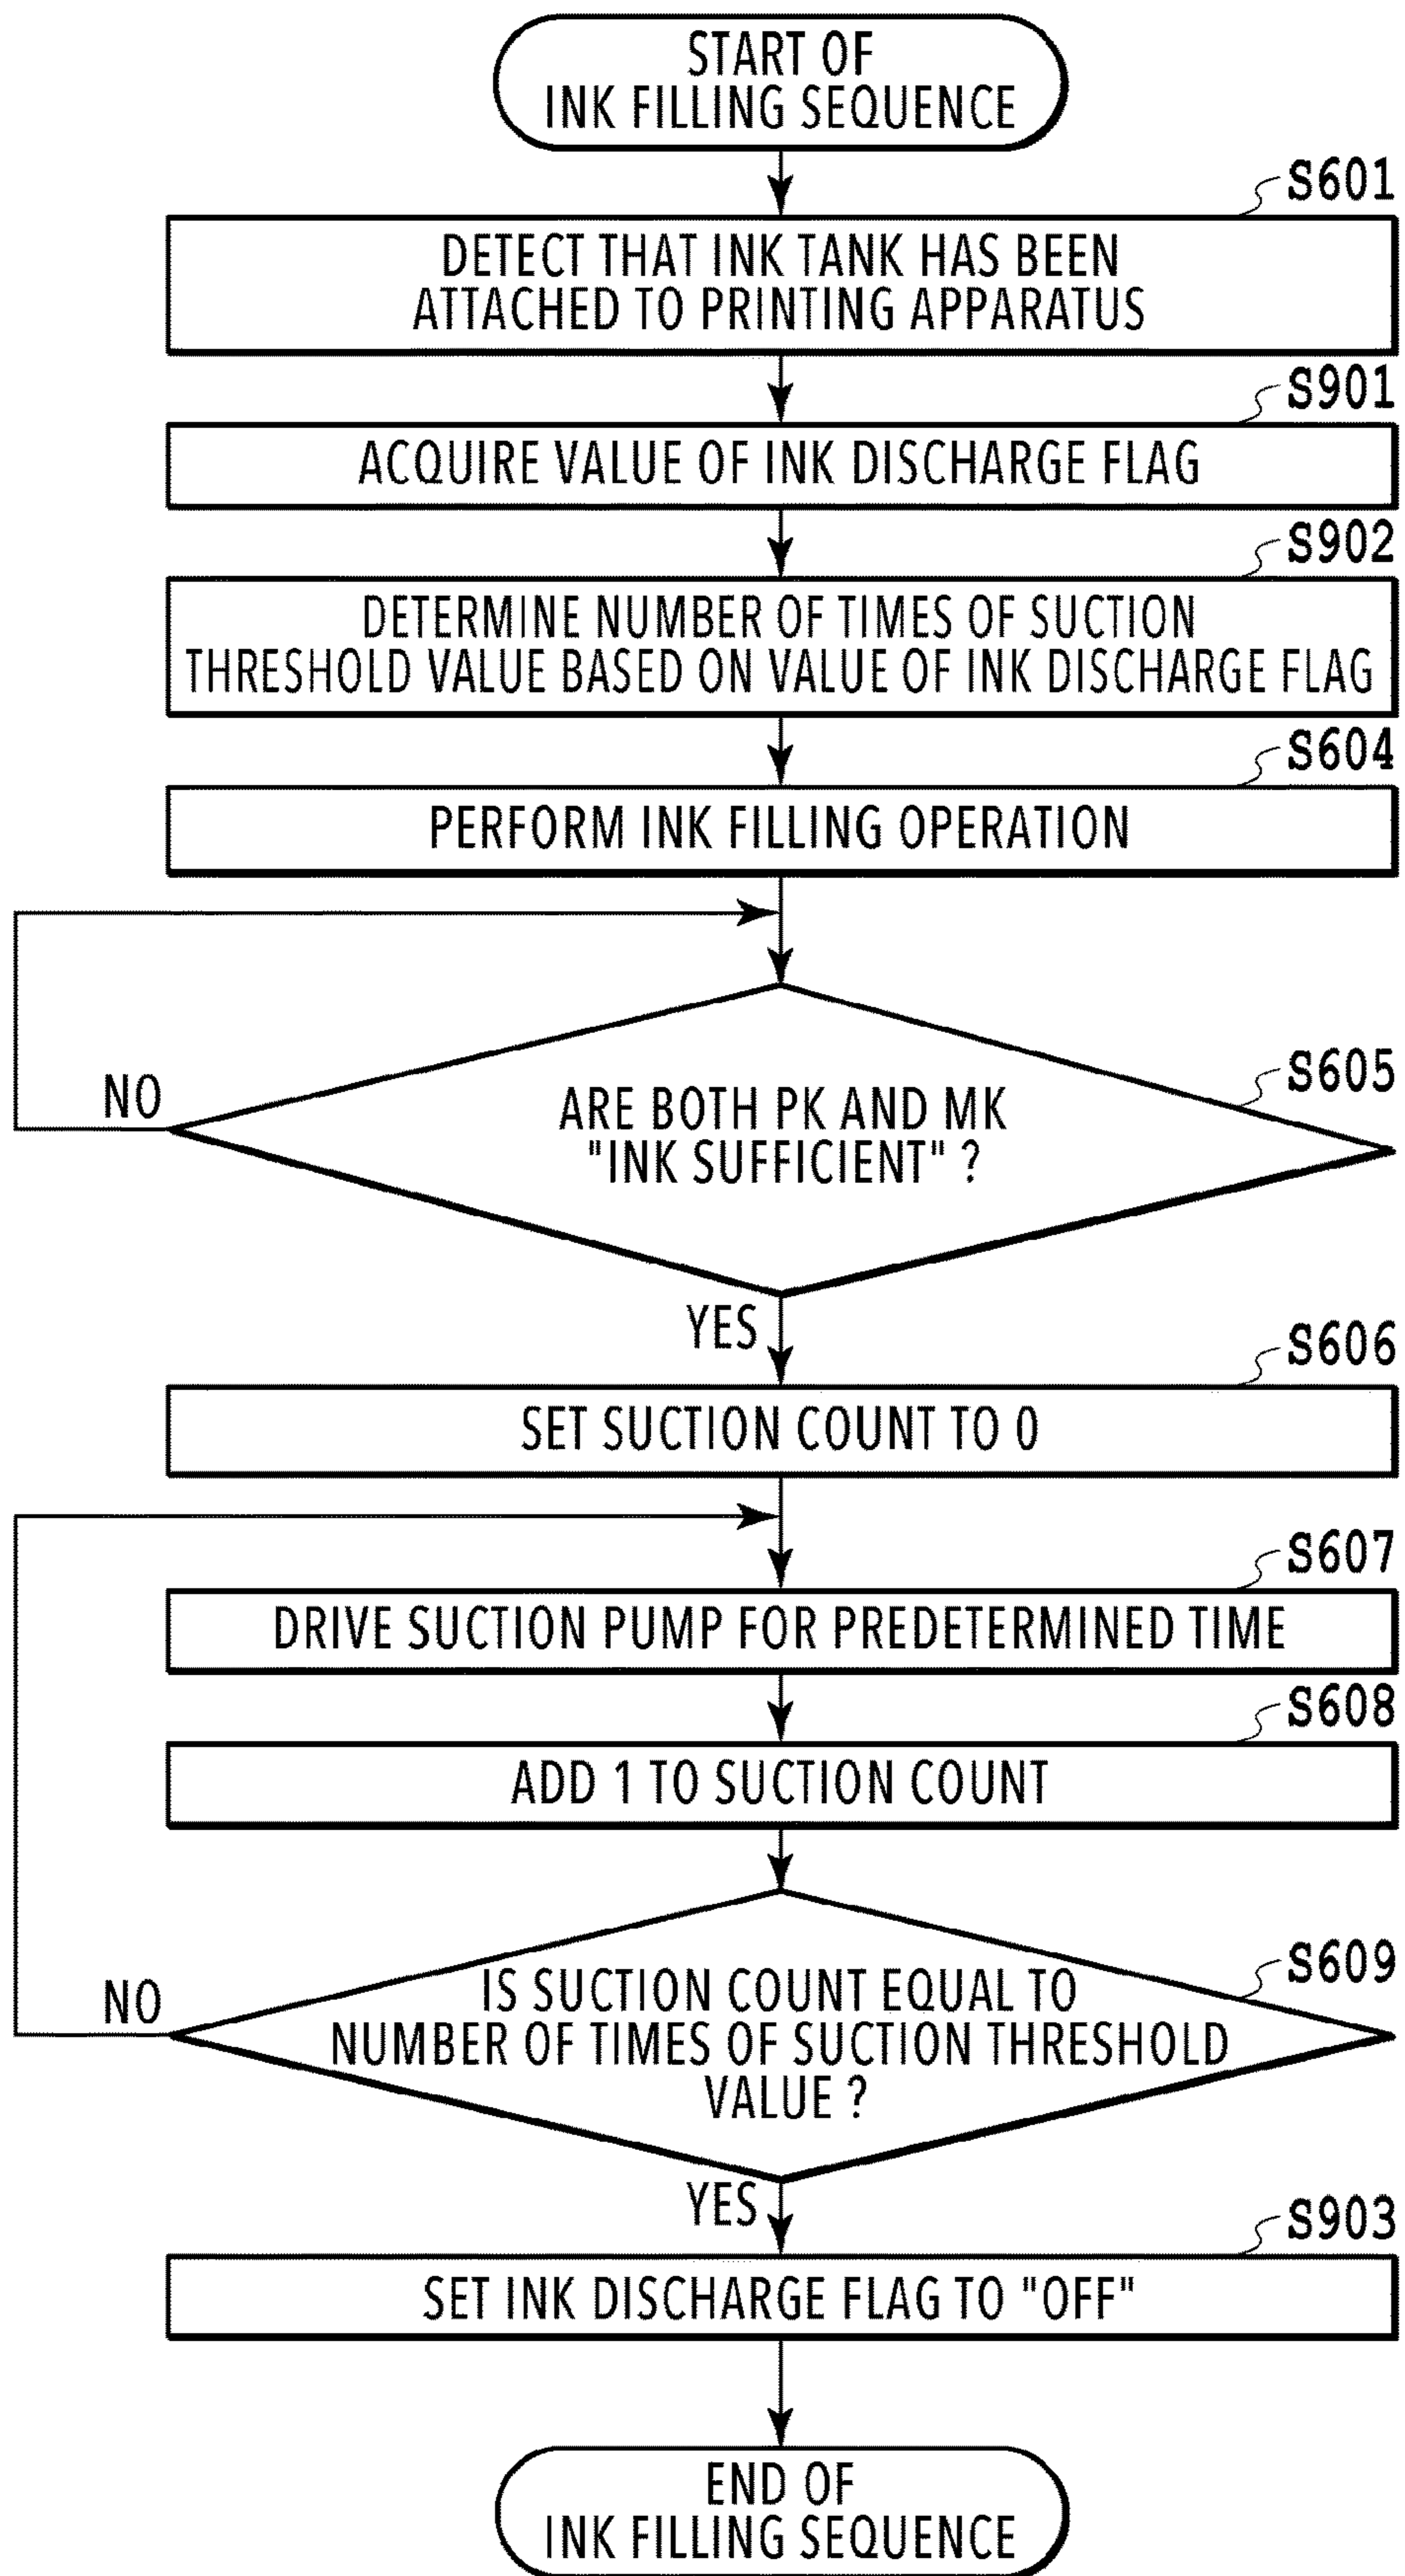 START OF
INK FILLING SEQUENCE
S601
DETECT THAT INK TANK HAS BEEN
ATTACHED TO PRINTING APPARATUS
S901
ACQUIRE VALUE OF INK DISCHARGE FLAG
S902
DETERMINE NUMBER OF TIMES OF SUCTION
THRESHOLD VALUE BASED ON VALUE OF INK DISCHARGE FLAG
S604
PERFORM INK FILLING OPERATION
S605
NO
ARE BOTH PK AND MK
"INK SUFFICIENT" ?
YES
S606
SET SUCTION COUNT TO 0
S607
DRIVE SUCTION PUMP FOR PREDETERMINED TIME
S608
ADD 1 TO SUCTION COUNT
S609
NO
IS SUCTION COUNT EQUAL TO
NUMBER OF TIMES OF SUCTION THRESHOLD
VALUE ?
YES
S903
SET INK DISCHARGE FLAG TO "OFF"
END OF
INK FILLING SEQUENCE